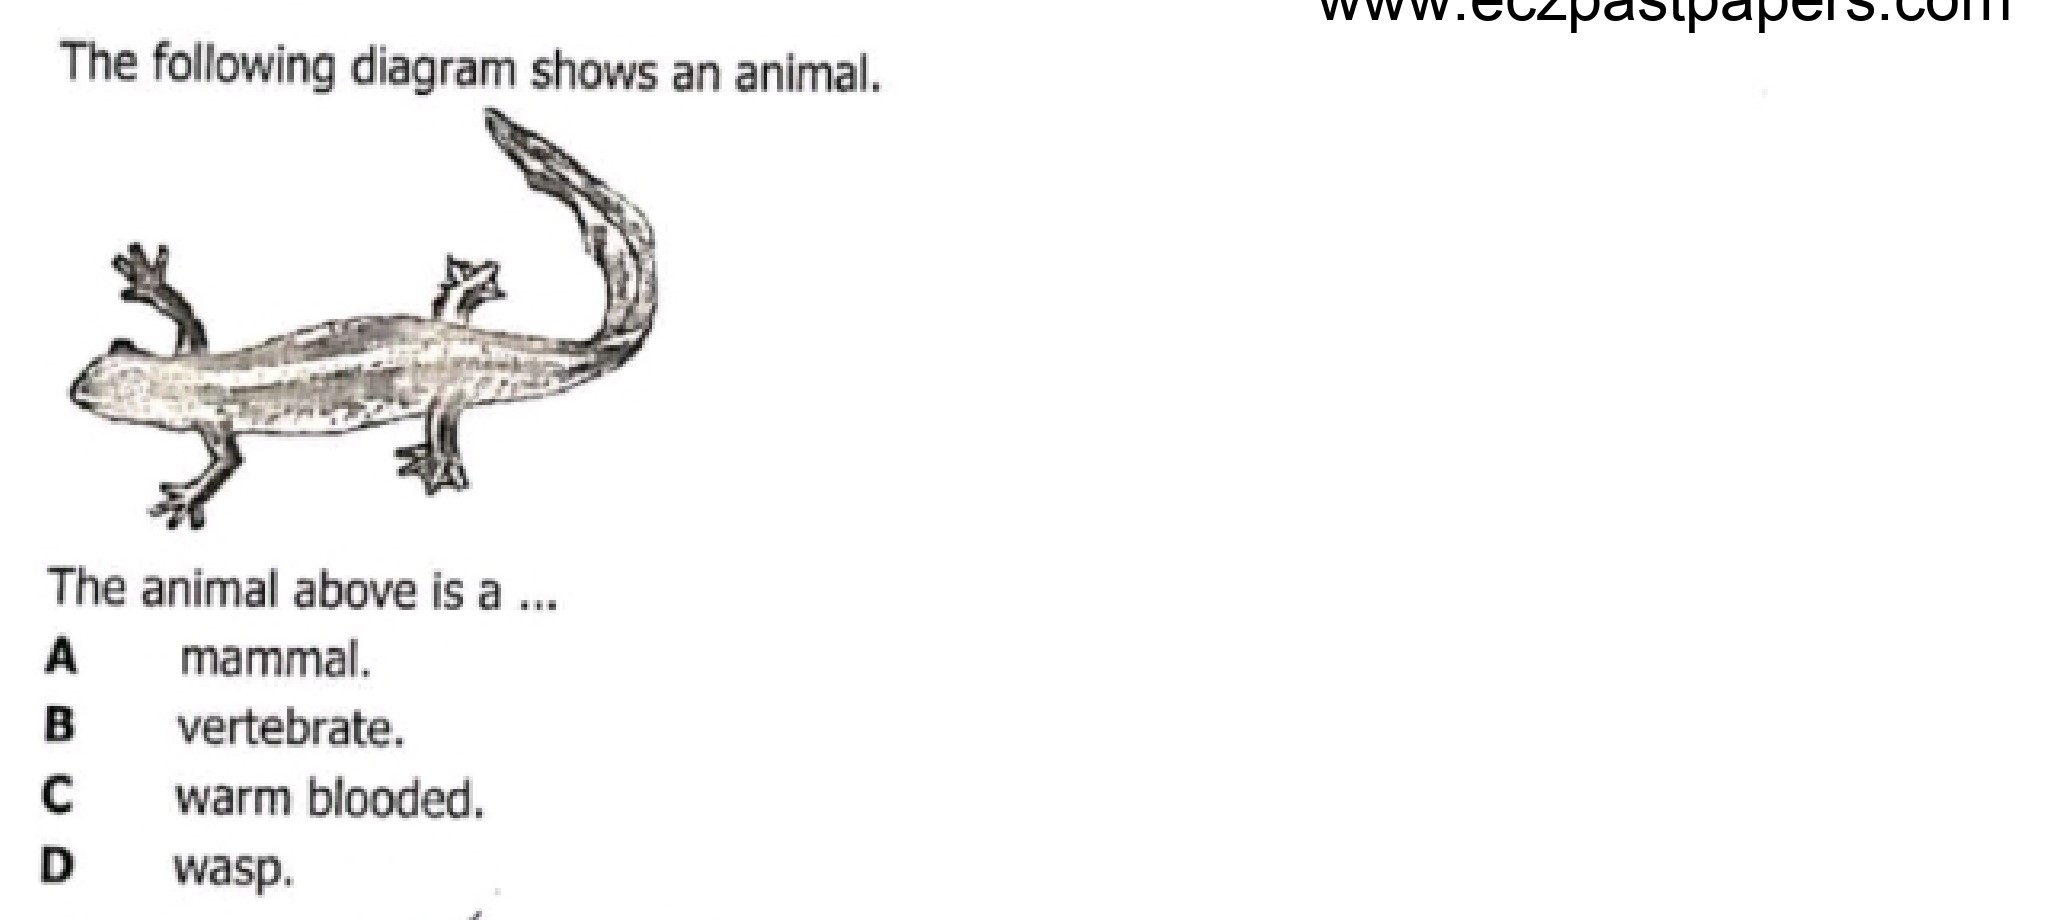 www.eczpastpapers.com
The following diagram shows an animal.
The animal above is a ...
A mammal.
B vertebrate.
C warm blooded.
D wasp.